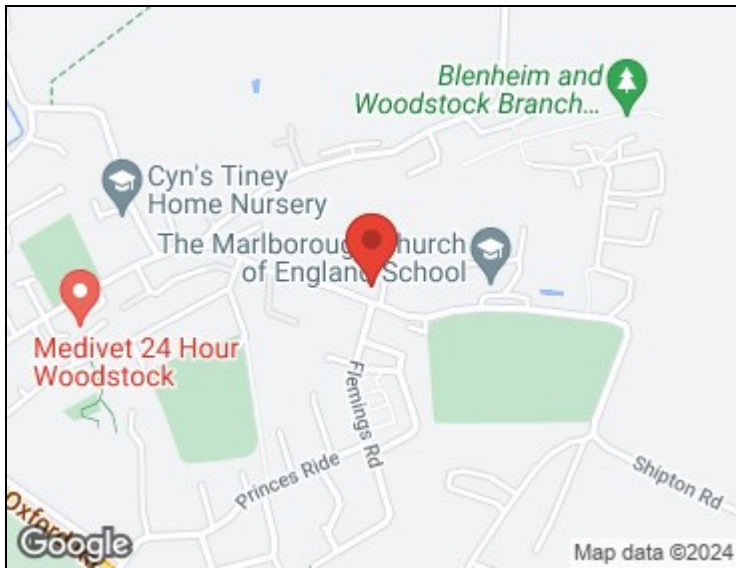 Blenheim and
Woodstock Branch...
Cyn's Tiney
Home Nursery
The Marlborough Church
of England School
Medivet 24 Hour
Woodstock
Flemings Rd
Princes Ride
Shipton Rd
Oxford Rd
Google
Map data ©2024